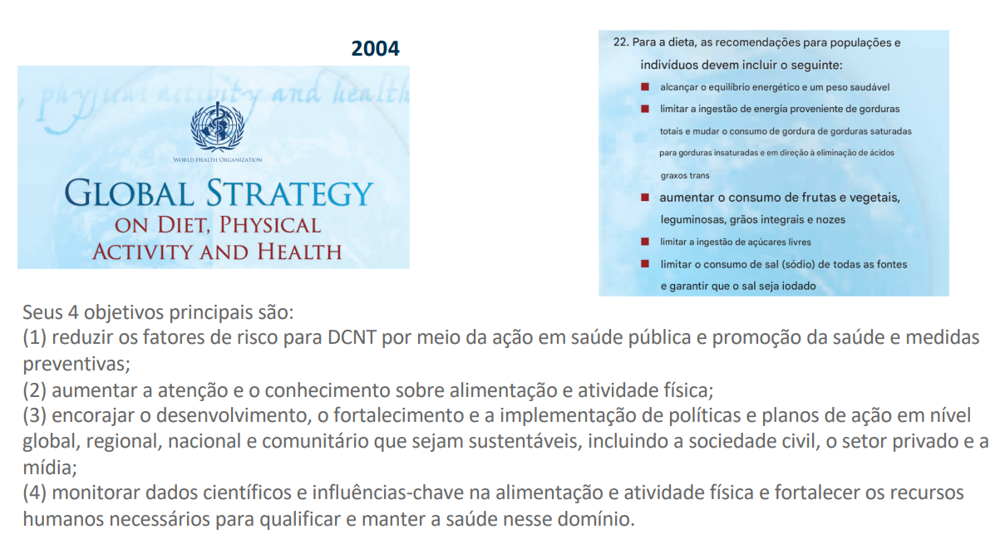 2004
, physical activity and health
WORLD HEALTH ORGANIZATION
GLOBAL STRATEGY
ON DIET, PHYSICAL
ACTIVITY AND HEALTH
22. Para a dieta, as recomendações para populações e
indivíduos devem incluir o seguinte:
■ alcançar o equilíbrio energético e um peso saudável
■ limitar a ingestão de energia proveniente de gorduras
totais e mudar o consumo de gordura de gorduras saturadas
para gorduras insaturadas e em direção à eliminação de ácidos
graxos trans
■ aumentar o consumo de frutas e vegetais,
leguminosas, grãos integrais e nozes
■ limitar a ingestão de açúcares livres
■ limitar o consumo de sal (sódio) de todas as fontes
e garantir que o sal seja iodado
Seus 4 objetivos principais são:
(1) reduzir os fatores de risco para DCNT por meio da ação em saúde pública e promoção da saúde e medidas
preventivas;
(2) aumentar a atenção e o conhecimento sobre alimentação e atividade física;
(3) encorajar o desenvolvimento, o fortalecimento e a implementação de políticas e planos de ação em nível
global, regional, nacional e comunitário que sejam sustentáveis, incluindo a sociedade civil, o setor privado e a
mídia;
(4) monitorar dados científicos e influências-chave na alimentação e atividade física e fortalecer os recursos
humanos necessários para qualificar e manter a saúde nesse domínio.